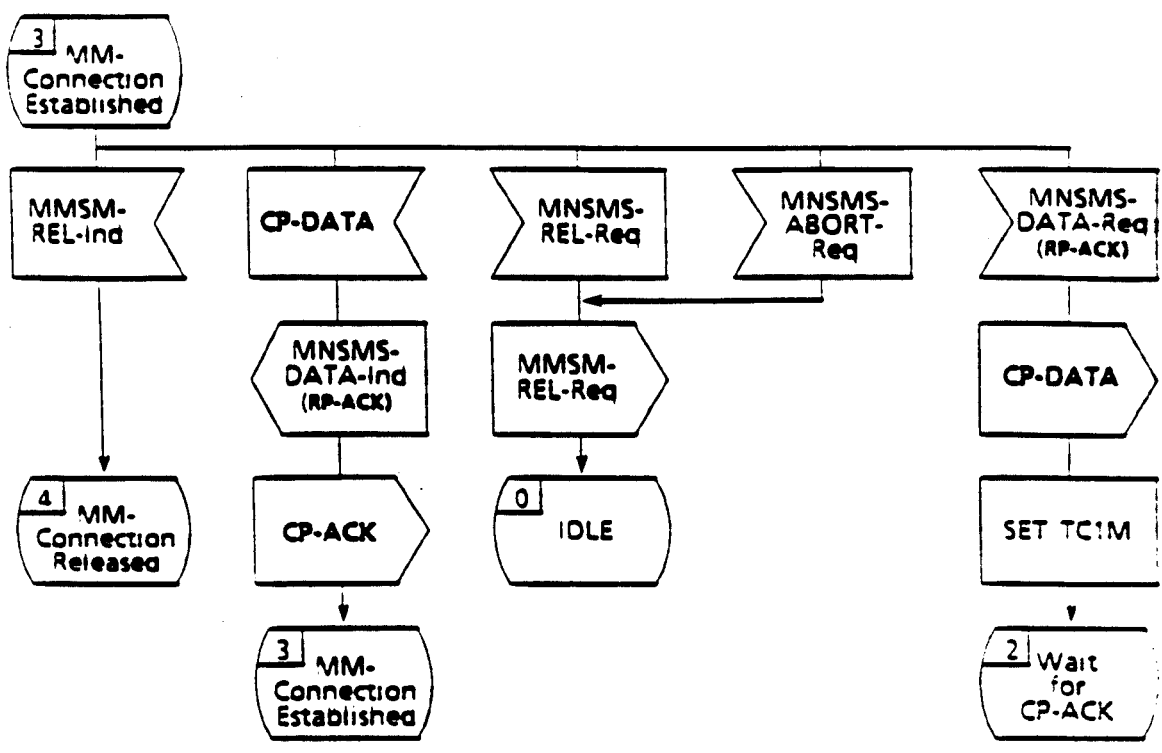 3
MM-
Connection
Established
MMSM-
REL-Ind
CP-DATA
MNSMS-
REL-Req
MNSMS-
ABORT-
Req
MNSMS-
DATA-Req
(RP-ACK)
MNSMS-
DATA-Ind
(RP-ACK)
MMSM-
REL-Req
CP-DATA
4
MM-
Connection
Released
CP-ACK
0
IDLE
SET TC1M
3
MM-
Connection
Established
2
Wait
for
CP-ACK